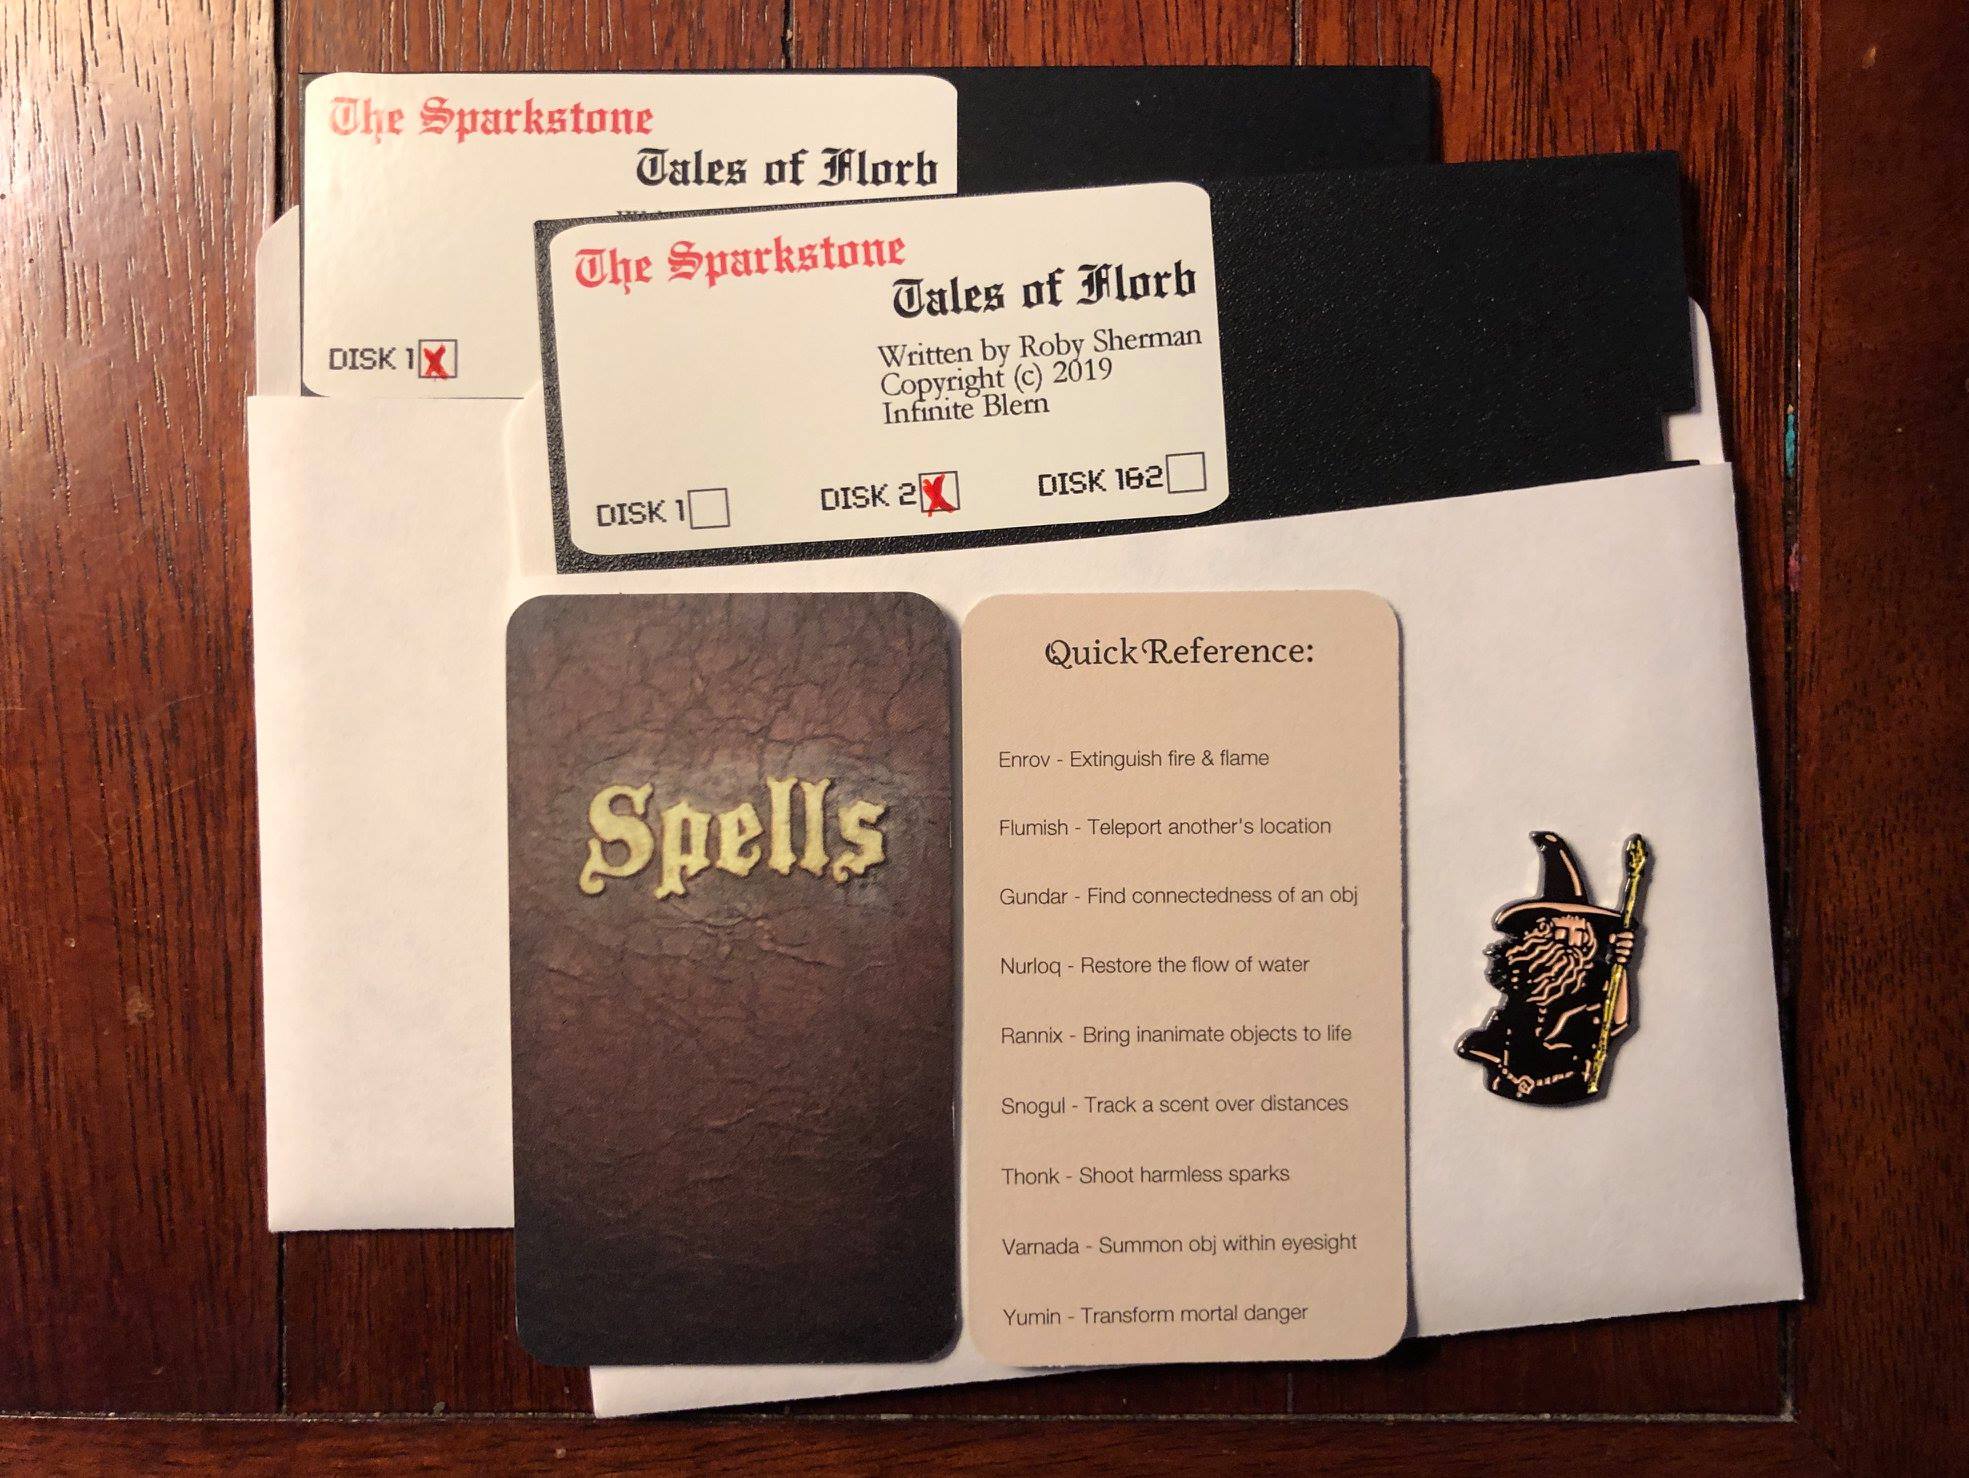 The Sparkstone
Tales of Florb
DISK 1
The Sparkstone
Tales of Florb
Written by Roby Sherman
Copyright (c) 2019
Infinite Blern
DISK 1 DISK 2 DISK 1&2
Spells
Quick Reference:
Enrov - Extinguish fire & flame
Flumish - Teleport another's location
Gundar - Find connectedness of an obj
Nurloq - Restore the flow of water
Rannix - Bring inanimate objects to life
Snogul - Track a scent over distances
Thonk - Shoot harmless sparks
Varnada - Summon obj within eyesight
Yumin - Transform mortal danger